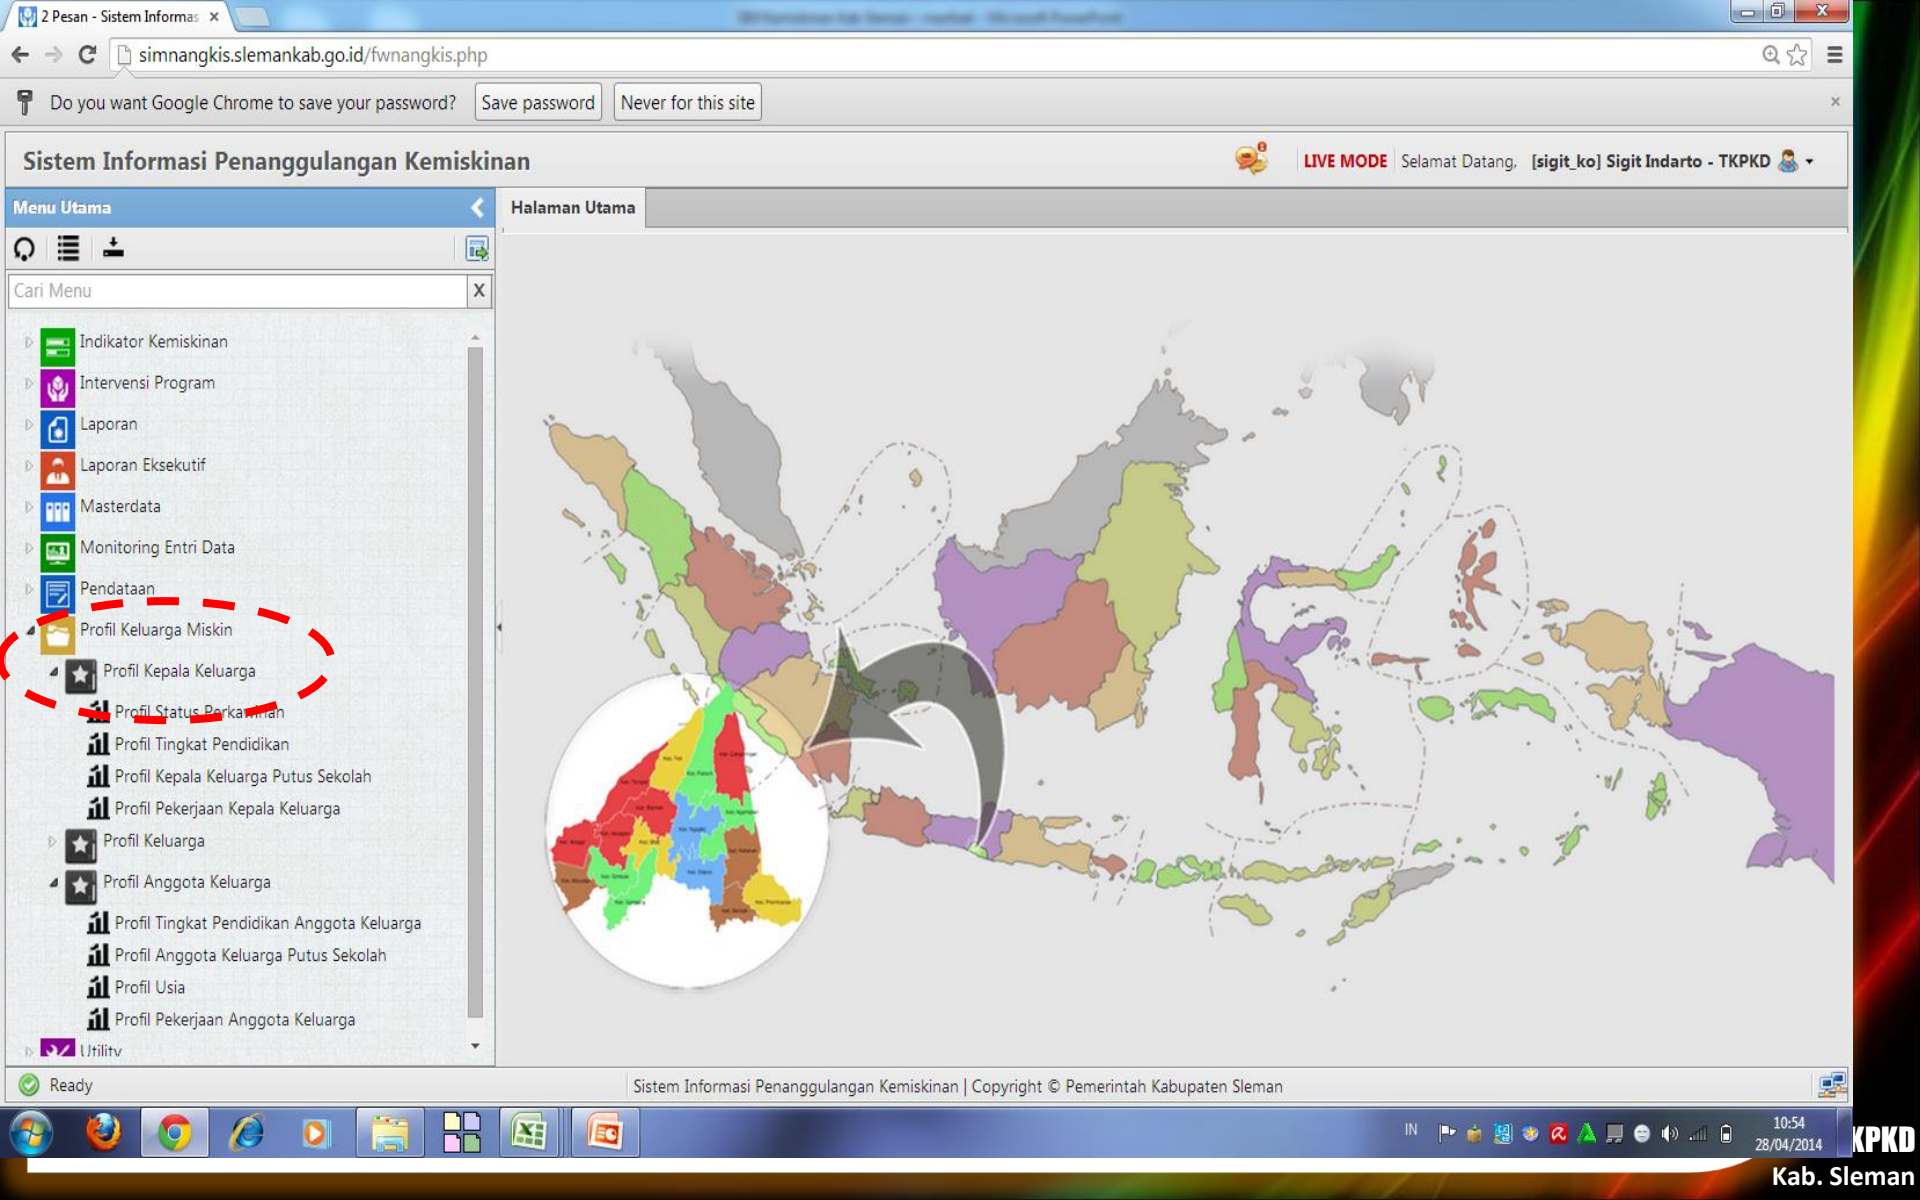 2 Pesan - Sistem Informas
simnangkis.slemankab.go.id/fwnangkis.php
Do you want Google Chrome to save your password?
Save password
Never for this site
Sistem Informasi Penanggulangan Kemiskinan
LIVE MODE
Selamat Datang, [sigit_ko] Sigit Indarto - TKPKD
Menu Utama
Halaman Utama
Cari Menu
X
Indikator Kemiskinan
Intervensi Program
Laporan
Laporan Eksekutif
Masterdata
Monitoring Entri Data
Pendataan
Profil Keluarga Miskin
Profil Kepala Keluarga
Profil Status Perkawinan
Profil Tingkat Pendidikan
Profil Kepala Keluarga Putus Sekolah
Profil Pekerjaan Kepala Keluarga
Profil Keluarga
Profil Anggota Keluarga
Profil Tingkat Pendidikan Anggota Keluarga
Profil Anggota Keluarga Putus Sekolah
Profil Usia
Profil Pekerjaan Anggota Keluarga
Utility
Ready
Sistem Informasi Penanggulangan Kemiskinan | Copyright © Pemerintah Kabupaten Sleman
IN
10:54
28/04/2014
KPKD
Kab. Sleman